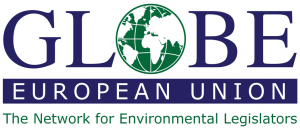 GLOBE
EUROPEAN UNION
The Network for Environmental Legislators